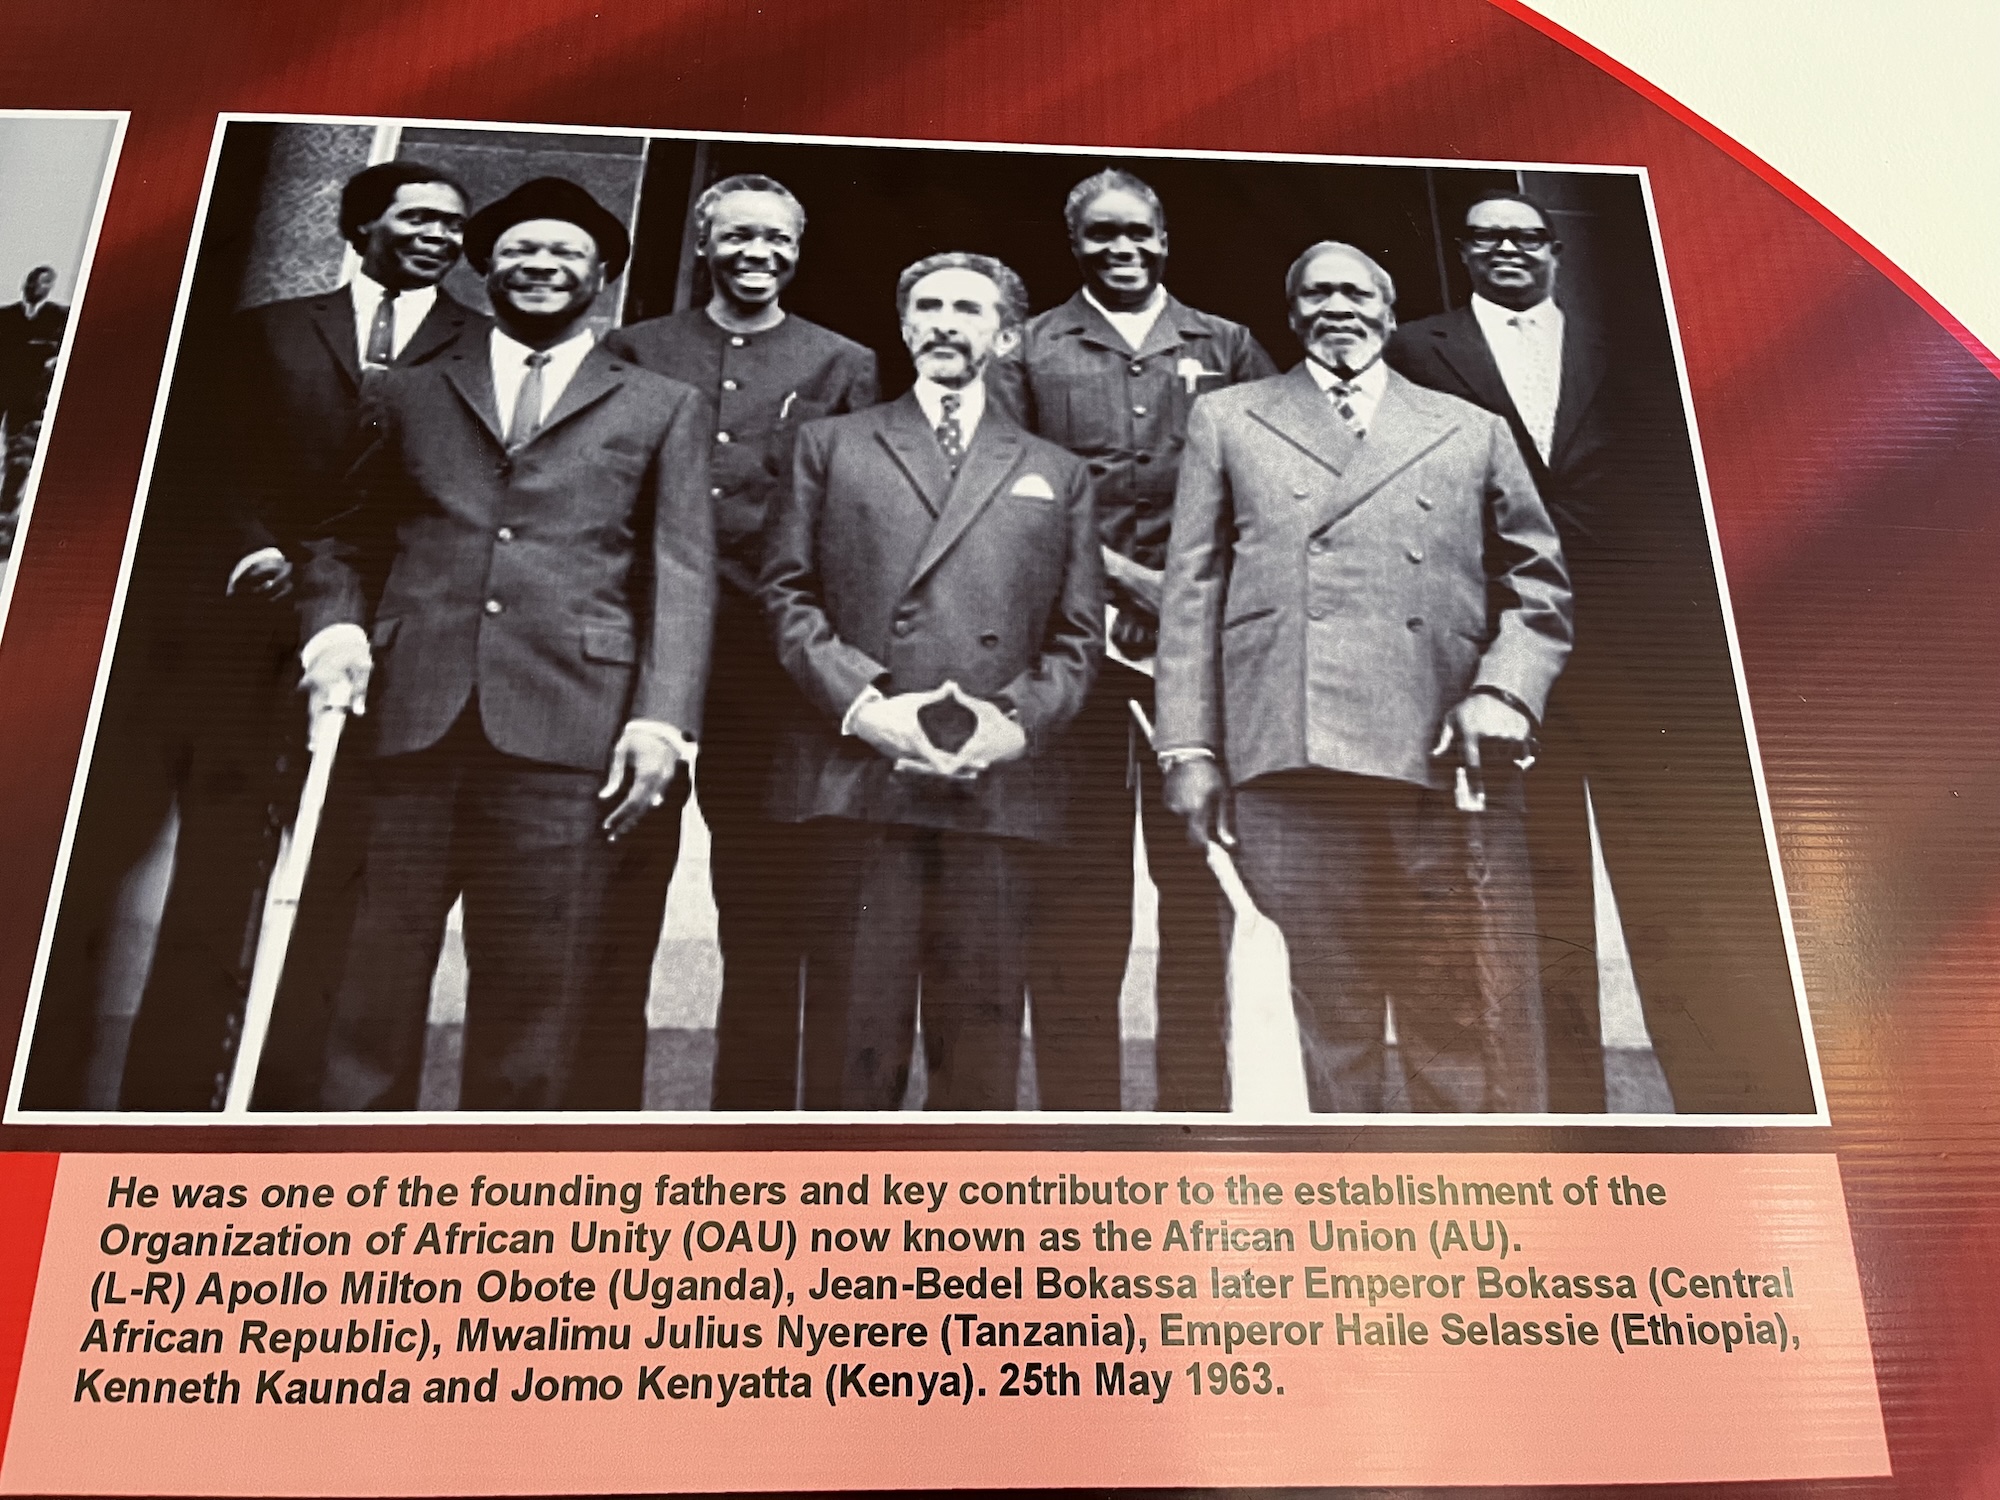 He was one of the founding fathers and key contributor to the establishment of the
Organization of African Unity (OAU) now known as the African Union (AU).
(L-R) Apollo Milton Obote (Uganda), Jean-Bedel Bokassa later Emperor Bokassa (Central
African Republic), Mwalimu Julius Nyerere (Tanzania), Emperor Haile Selassie (Ethiopia),
Kenneth Kaunda and Jomo Kenyatta (Kenya). 25th May 1963.